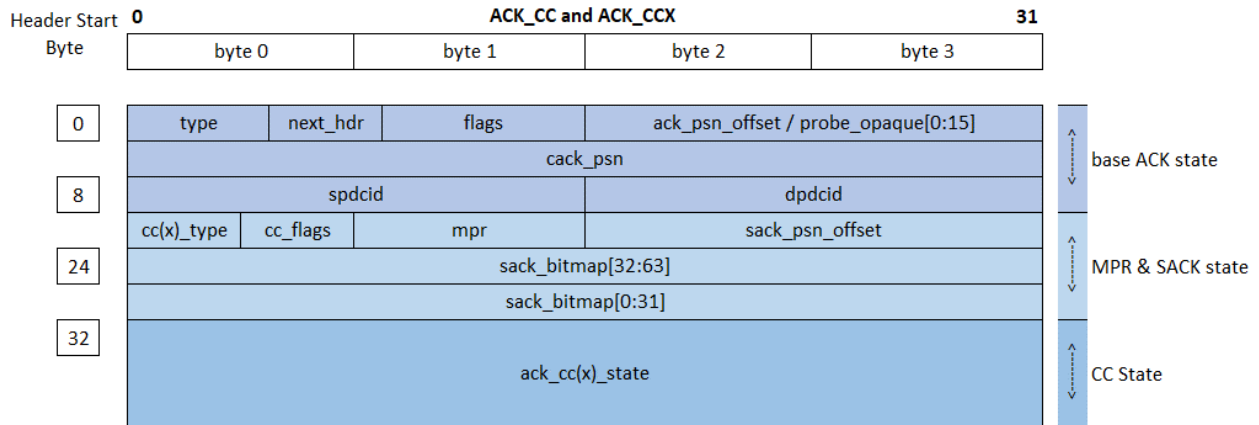 Header Start Byte
0 ACK_CC and ACK_CCX 31
byte 0 byte 1 byte 2 byte 3
0 type next_hdr flags ack_psn_offset / probe_opaque[0:15]
cack_psn
base ACK state
8 spdcid dpdcid
cc(x)_type cc_flags mpr sack_psn_offset
24 sack_bitmap[32:63] MPR & SACK state
sack_bitmap[0:31]
32
ack_cc(x)_state CC State